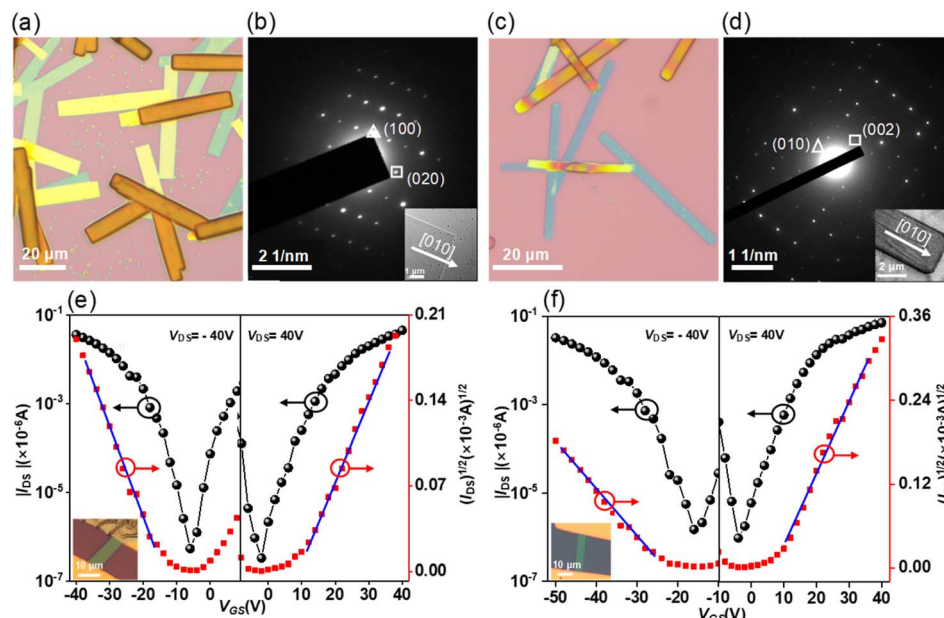 (a)
(b)
(c)
(d)
(100)
(020)
(002)
(010)
[010]
1 µm
[010]
2 µm
20 µm
2 1/nm
20 µm
1 1/nm
(e)
(f)
V_DS= - 40V
V_DS= 40V
V_DS= - 40V
V_DS= 40V
10^-1
10^-3
10^-5
10^-7
|I_DS|(×10^-6A)
0.21
0.14
0.07
0.00
(I_DS)^1/2(×10^-3A)^1/2
10 µm
-40
-20
0
0
20
40
V_GS(V)
10^-1
10^-3
10^-5
10^-7
|I_DS|(×10^-6A)
0.36
0.24
0.12
0.00
10 µm
-50
-40
-30
-20
-10
0
10
20
30
40
V_GS(V)